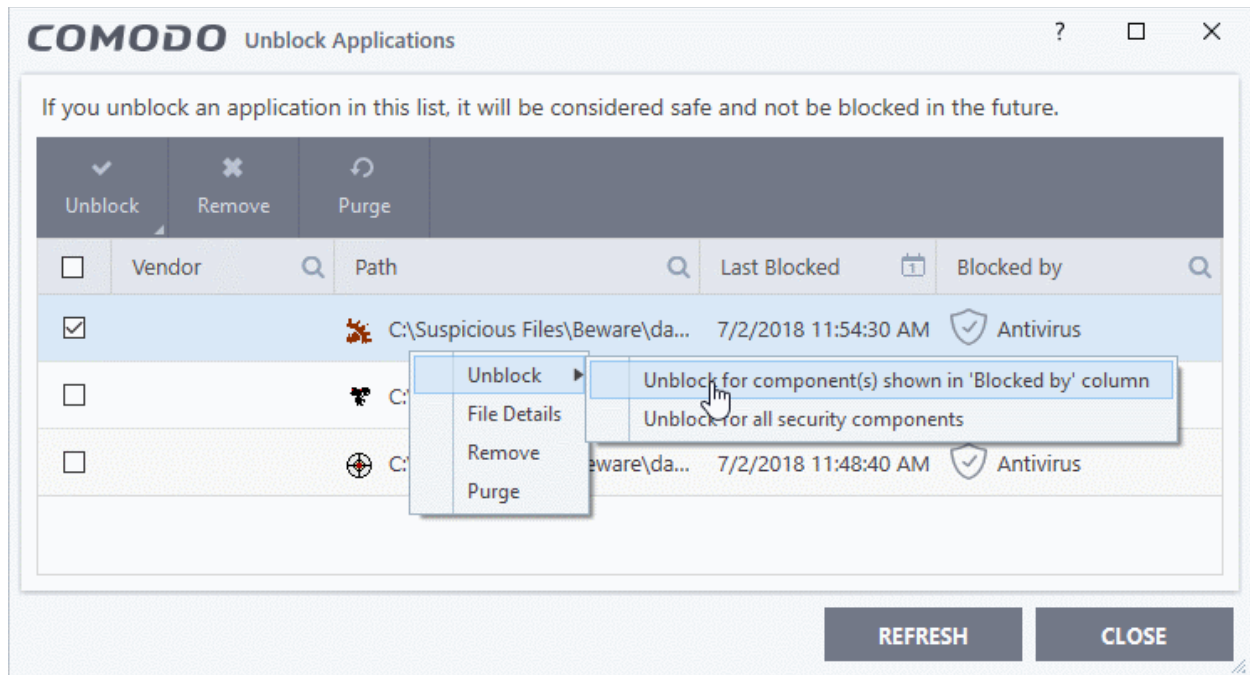 COMODO Unblock Applications ?
If you unblock an application in this list, it will be considered safe and not be blocked in the future.
Unblock Remove Purge
Vendor Path Last Blocked 1 Blocked by
C:\Suspicious Files\Beware\da... 7/2/2018 11:54:30 AM Antivirus
Unblock Unblock for component(s) shown in 'Blocked by' column
C:
File Details Unblock for all security components
Remove
C:\ eware\da... 7/2/2018 11:48:40 AM Antivirus
Purge
REFRESH CLOSE